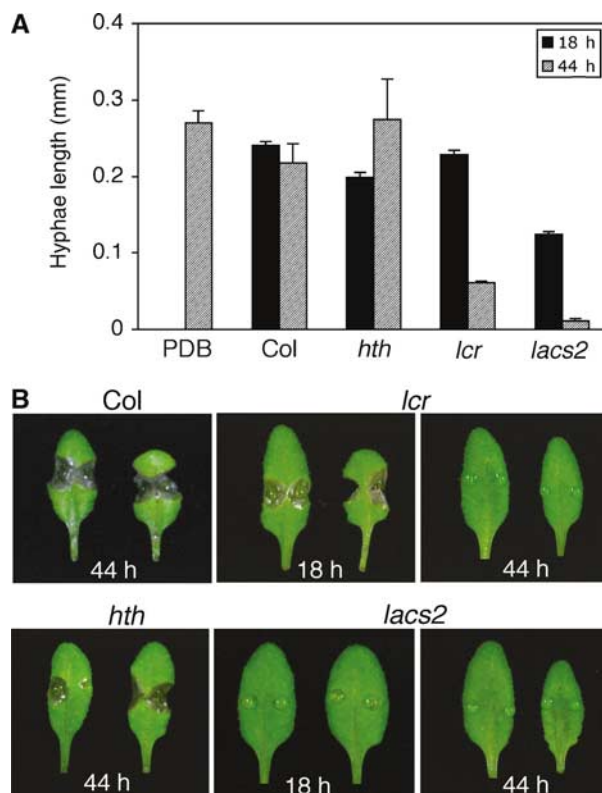 A
0.4
0.3
0.2
0.1
0
Hyphae length (mm)
18 h
44 h
PDB Col hth lcr lacs2
B
Col lcr
44 h 18 h 44 h
hth lacs2
44 h 18 h 44 h